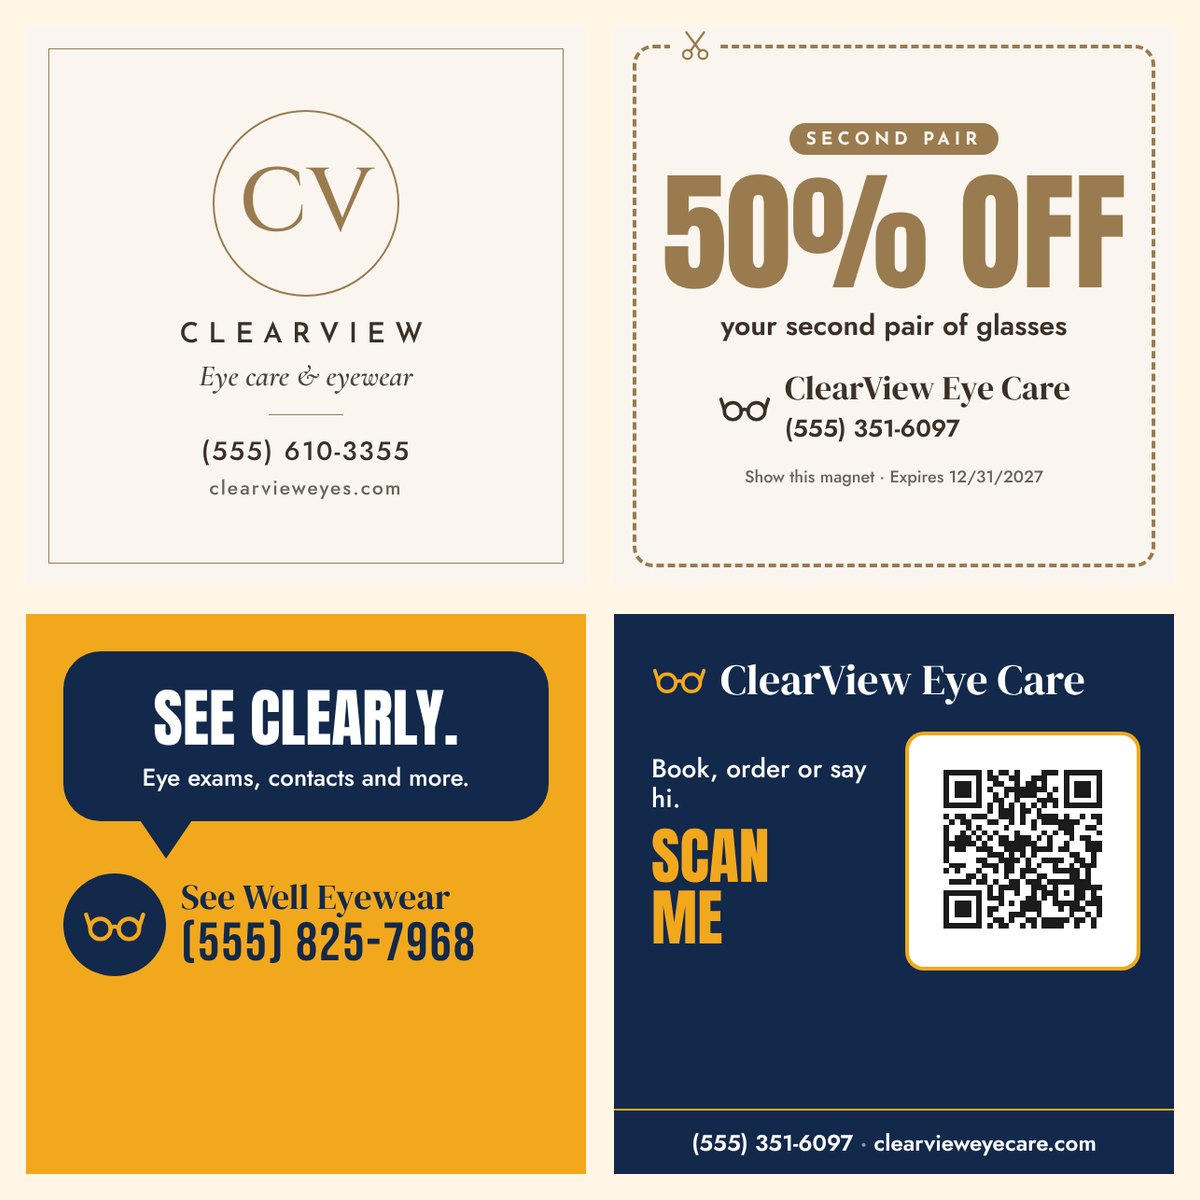 CV
CLEARVIEW
Eye care & eyewear
(555) 610-3355
clearvieweyes.com
SECOND PAIR
50% OFF
your second pair of glasses
ClearView Eye Care
(555) 351-6097
Show this magnet · Expires 12/31/2027
SEE CLEARLY.
Eye exams, contacts and more.
See Well Eyewear
(555) 825-7968
ClearView Eye Care
Book, order or say
hi.
SCAN
ME
(555) 351-6097 · clearvieweyecare.com